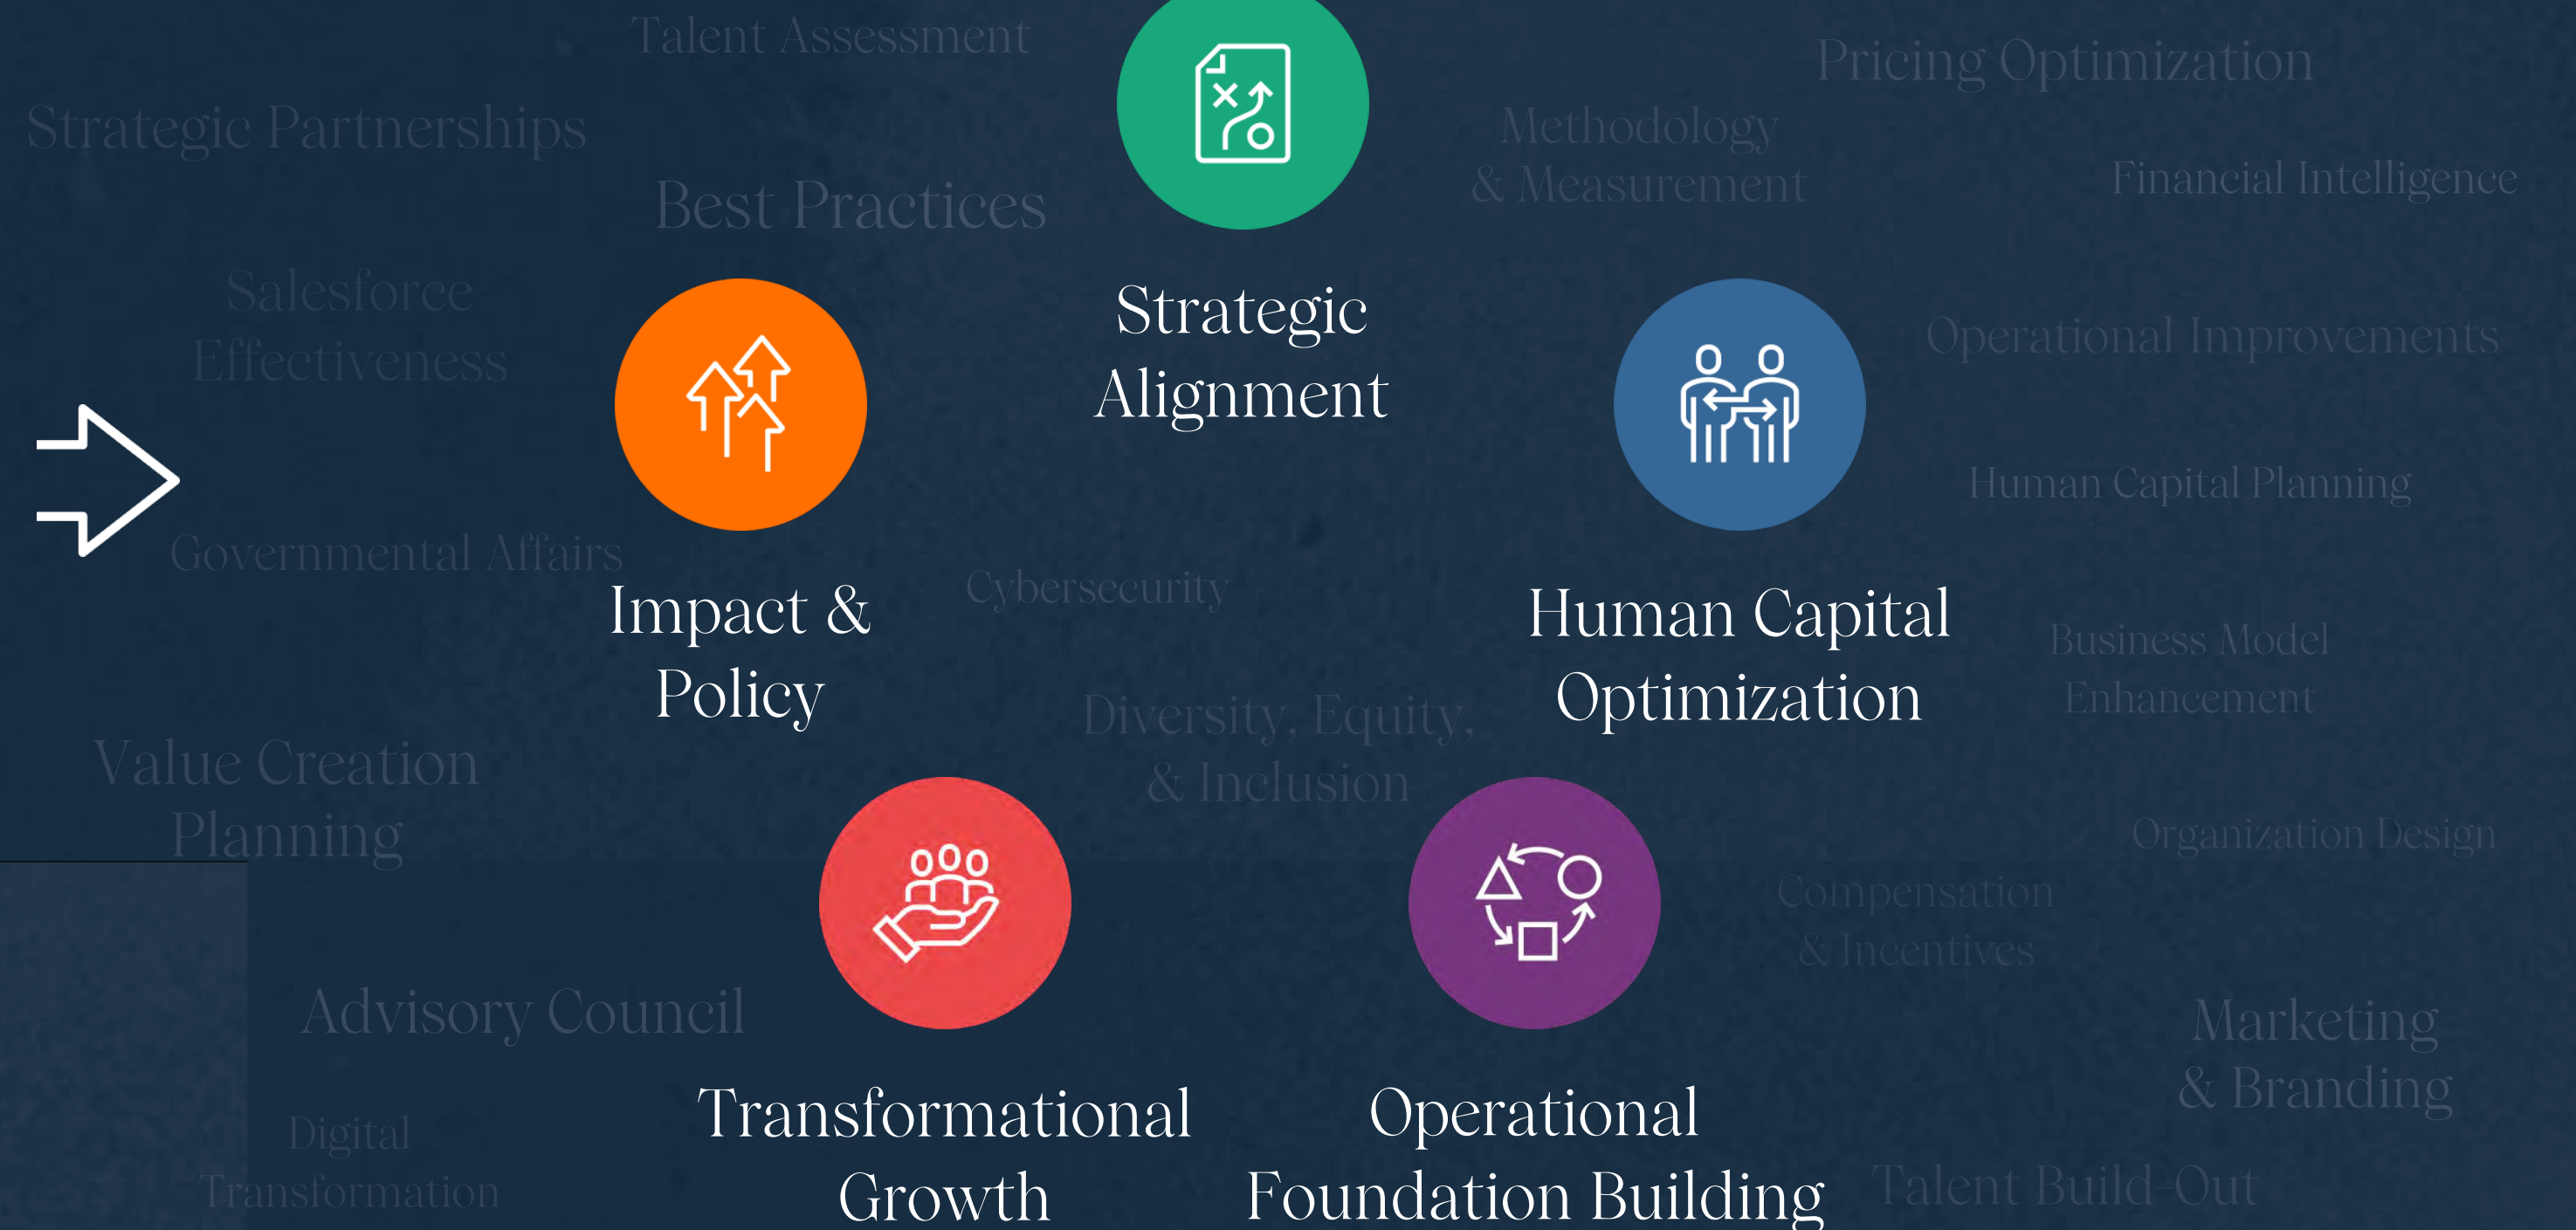 Talent Assessment
Pricing Optimization
Strategic Partnerships
Methodology
& Measurement
Best Practices
Financial Intelligence
Salesforce
Effectiveness
Strategic
Alignment
Operational Improvements
Human Capital Planning
Governmental Affairs
Impact &
Policy
Cybersecurity
Human Capital
Optimization
Business Model
Enhancement
Diversity, Equity,
& Inclusion
Value Creation
Planning
Organization Design
Compensation
& Incentives
Advisory Council
Marketing
& Branding
Transformational
Growth
Operational
Foundation Building
Digital
Transformation
Talent Build-Out